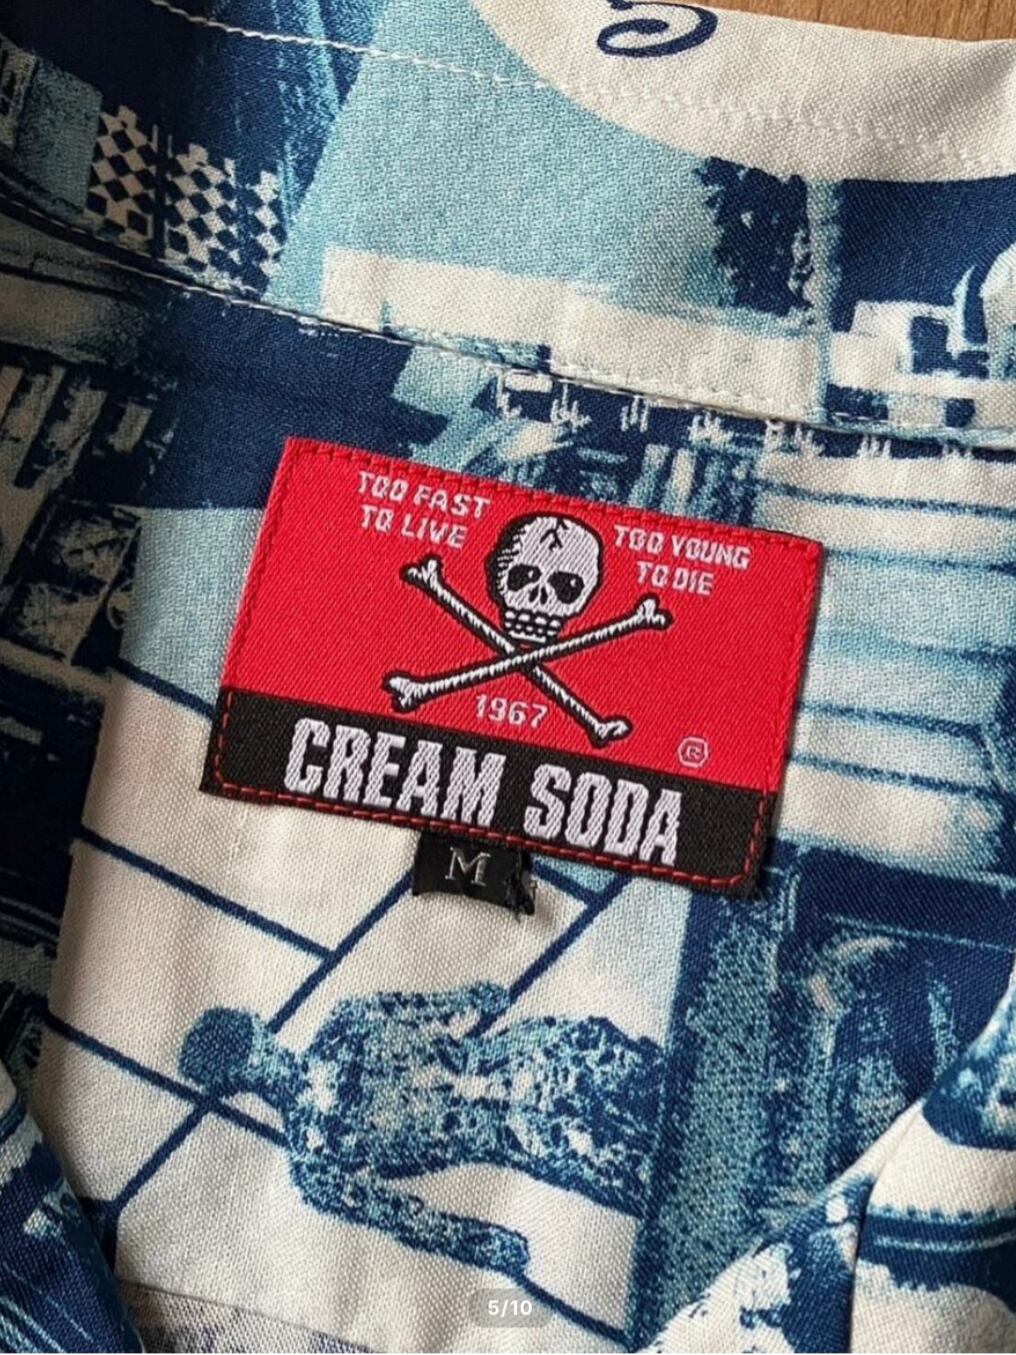 TOO FAST
TO LIVE
TOO YOUNG
TO DIE
1967
®
CREAM SODA
M
5/10